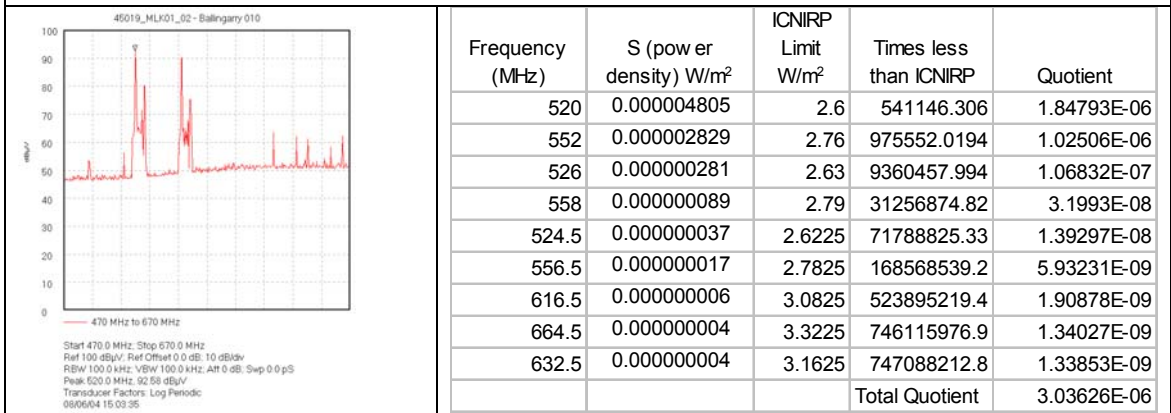 45019_MLK01_02 - Ballingarry 010
100
90
80
70
60
50
40
30
20
10
0
dBµV
470 MHz to 670 MHz
Start 470.0 MHz; Stop 670.0 MHz
Ref 100 dBµV; Ref Offset 0.0 dB; 10 dB/div
RBW 100.0 kHz; VBW 100.0 kHz; Att 0 dB; Swp 0.0 pS
Peak 520.0 MHz, 92.58 dBµV
Transducer Factors: Log Periodic
08/06/04 15:03:35
Frequency (MHz) S (pow er density) W/m² ICNIRP Limit W/m² Times less than ICNIRP Quotient
520 0.000004805 2.6 541146.306 1.84793E-06
552 0.000002829 2.76 975552.0194 1.02506E-06
526 0.000000281 2.63 9360457.994 1.06832E-07
558 0.000000089 2.79 31256874.82 3.1993E-08
524.5 0.000000037 2.6225 71788825.33 1.39297E-08
556.5 0.000000017 2.7825 168568539.2 5.93231E-09
616.5 0.000000006 3.0825 523895219.4 1.90878E-09
664.5 0.000000004 3.3225 746115976.9 1.34027E-09
632.5 0.000000004 3.1625 747088212.8 1.33853E-09
Total Quotient 3.03626E-06